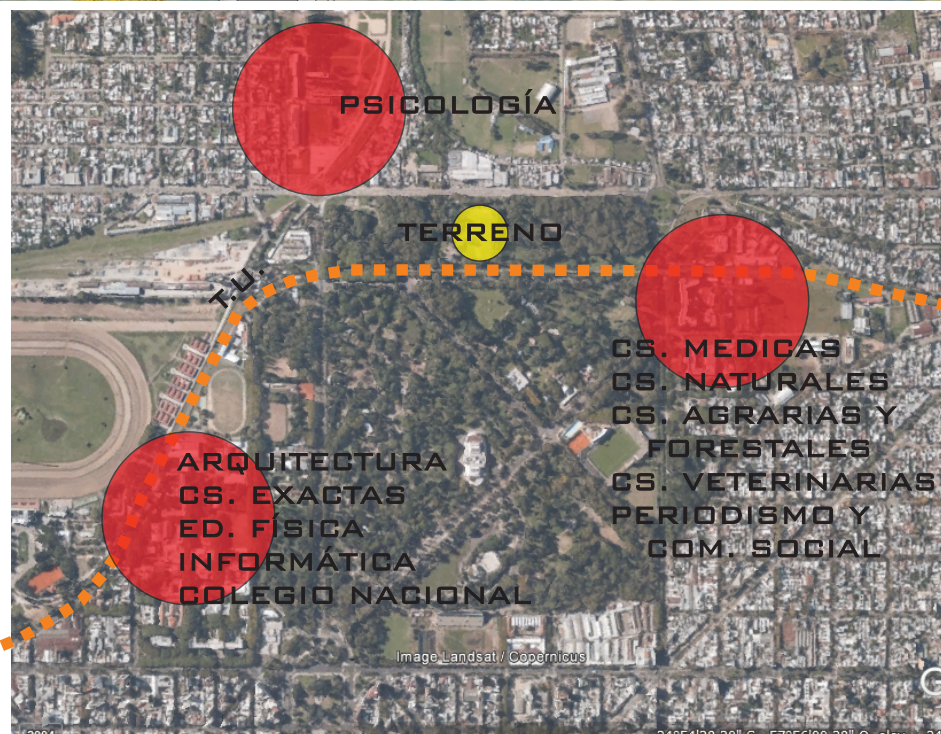 PSICOLOGÍA
TERRENO
T.U.
CS. MEDICAS
CS. NATURALES
CS. AGRARIAS Y
FORESTALES
CS. VETERINARIAS
PERIODISMO Y
COM. SOCIAL
ARQUITECTURA
CS. EXACTAS
ED. FÍSICA
INFORMÁTICA
COLEGIO NACIONAL
Image Landsat / Copernicus
G